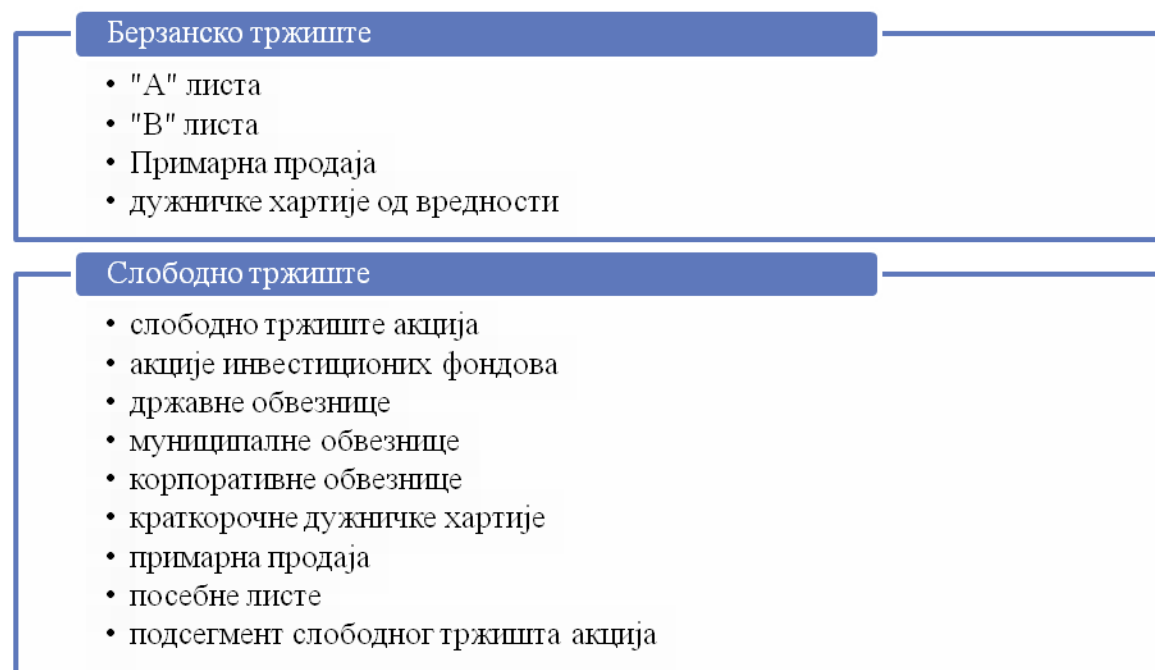 Берзанско тржиште
• "А" листа
• "В" листа
• Примарна продаја
• дужничке хартије од вредности
Слободно тржиште
• слободно тржиште акција
• акције инвестиционих фондова
• државне обвезнице
• муниципалне обвезнице
• корпоративне обвезнице
• краткорочне дужничке хартије
• примарна продаја
• посебне листе
• подсегмент слободног тржишта акција